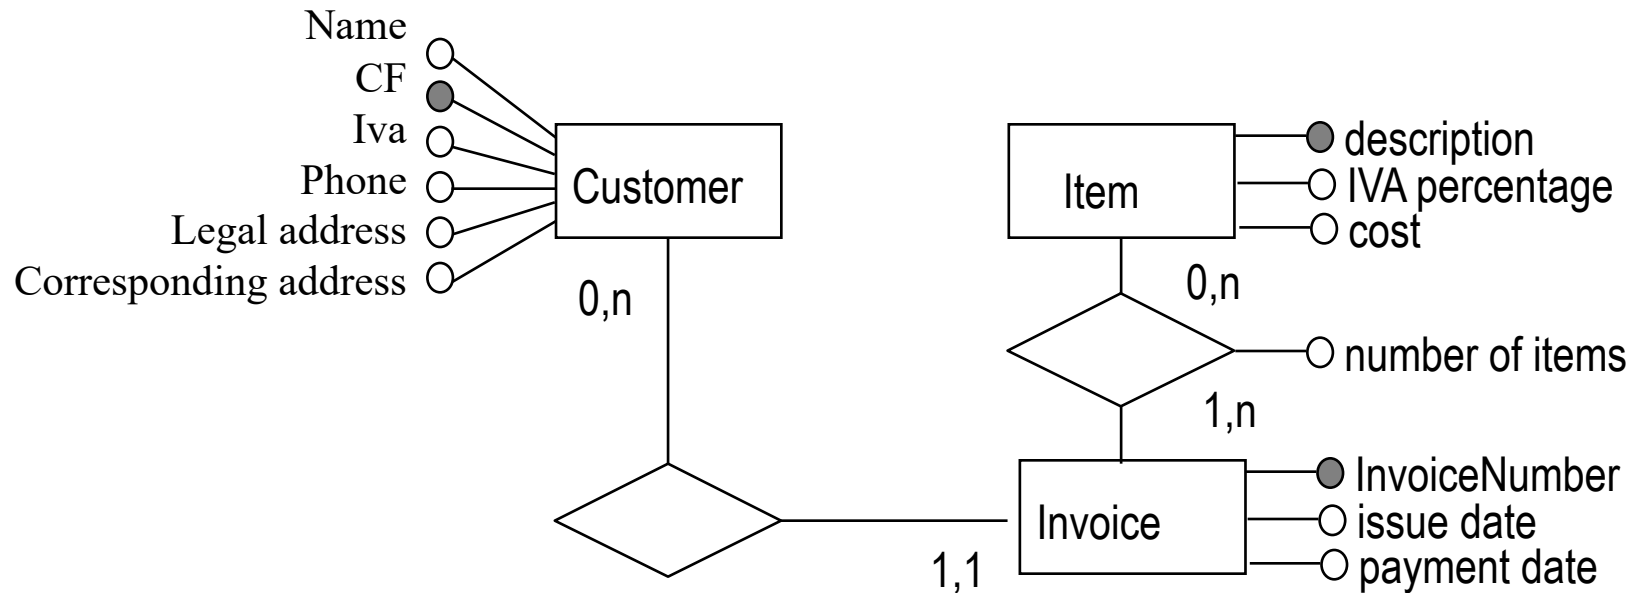 Name
CF
Iva
Phone
Legal address
Corresponding address
Customer
0,n
Item
description
IVA percentage
cost
0,n
number of items
1,n
Invoice
InvoiceNumber
issue date
payment date
1,1